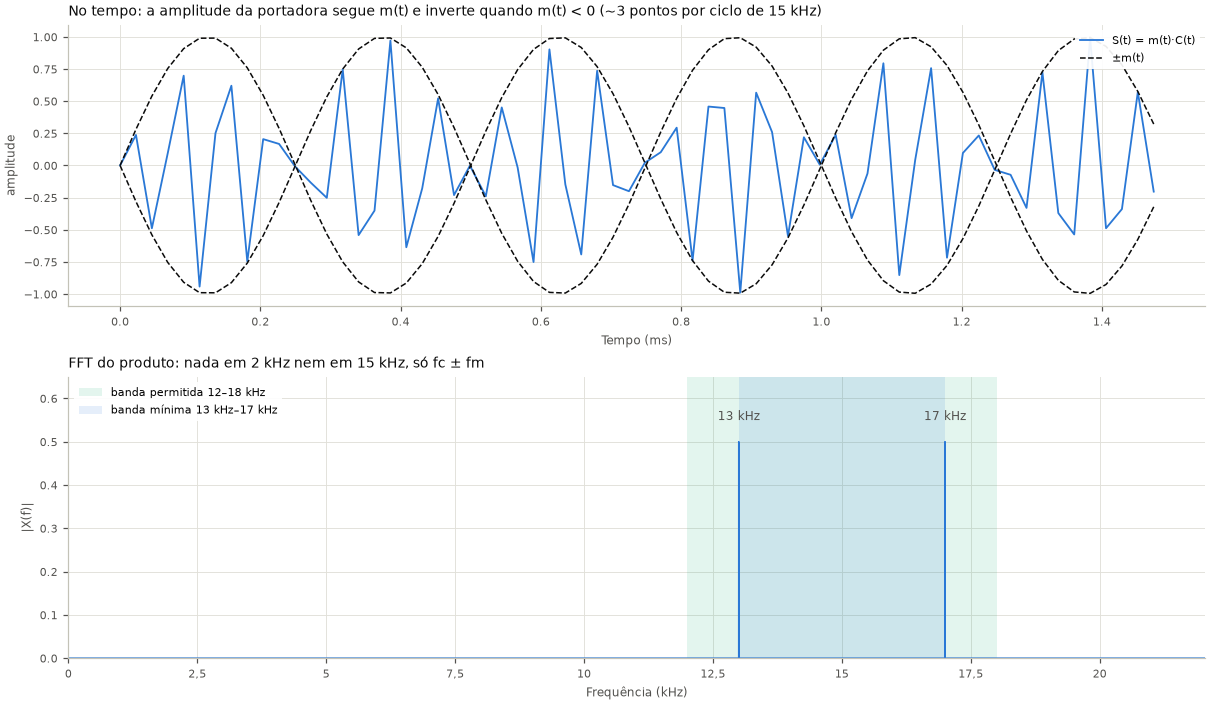 No tempo: a amplitude da portadora segue m(t) e inverte quando m(t) < 0 (~3 pontos por ciclo de 15 kHz)
S(t) = m(t)·C(t)
±m(t)
1.00
0.75
0.50
0.25
0.00
−0.25
−0.50
−0.75
−1.00
amplitude
0.0 0.2 0.4 0.6 0.8 1.0 1.2 1.4
Tempo (ms)
FFT do produto: nada em 2 kHz nem em 15 kHz, só fc ± fm
banda permitida 12–18 kHz
banda mínima 13 kHz–17 kHz
13 kHz 17 kHz
0.6
0.5
0.4
0.3
0.2
0.1
0.0
|X(f)|
0 2,5 5 7,5 10 12,5 15 17,5 20
Frequência (kHz)